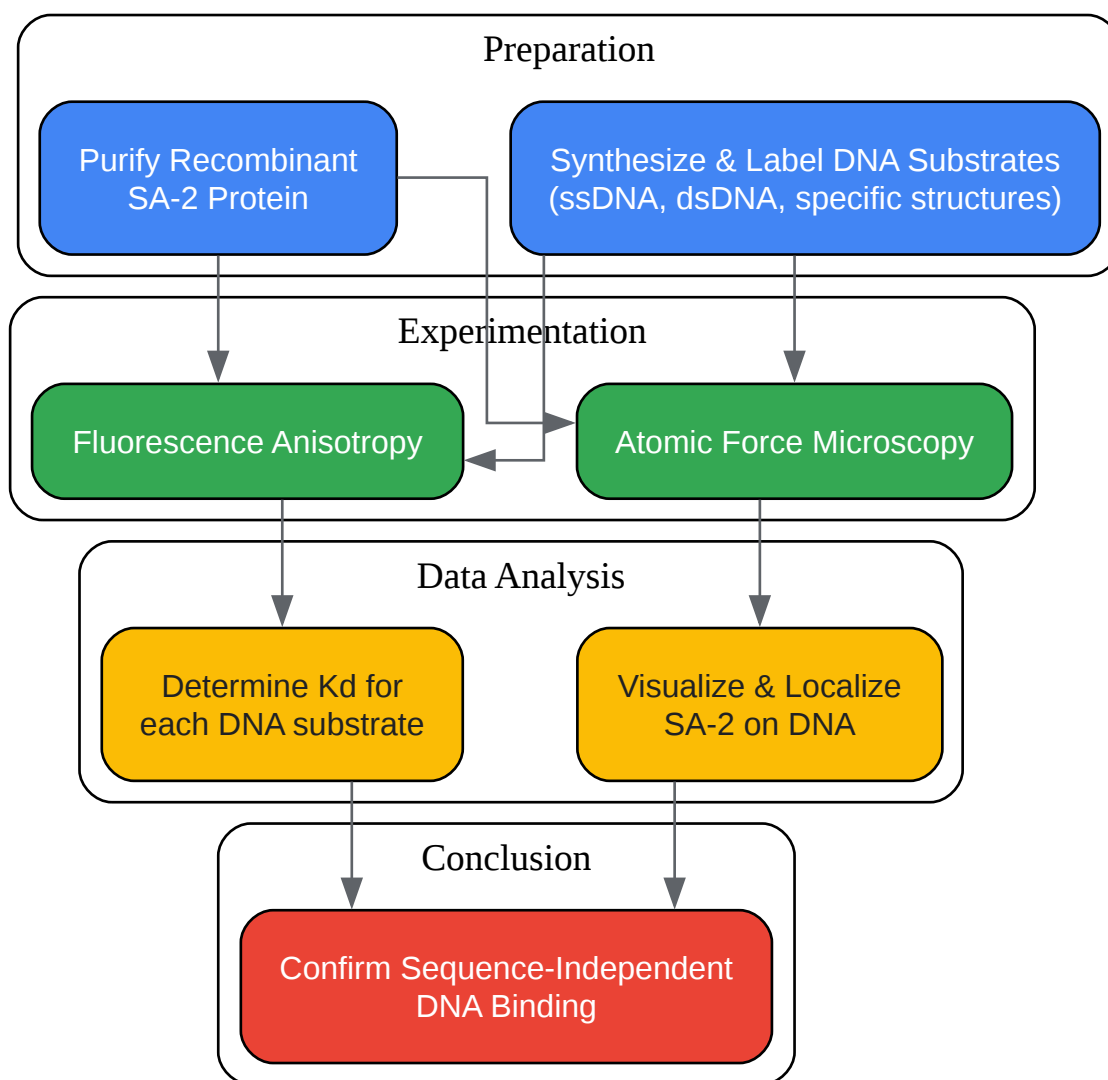 Preparation
Purify Recombinant
SA-2 Protein
Synthesize & Label DNA Substrates
(ssDNA, dsDNA, specific structures)
Experimentation
Fluorescence Anisotropy
Atomic Force Microscopy
Data Analysis
Determine Kd for
each DNA substrate
Visualize & Localize
SA-2 on DNA
Conclusion
Confirm Sequence-Independent
DNA Binding